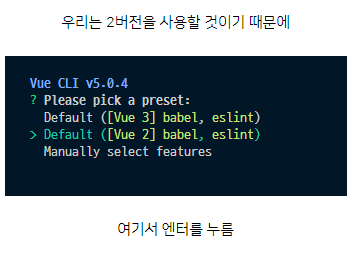 우리는 2버전을 사용할 것이기 때문에
Vue CLI v5.0.4
? Please pick a preset:
Default ([Vue 3] babel, eslint)
> Default ([Vue 2] babel, eslint)
Manually select features
여기서 엔터를 누름